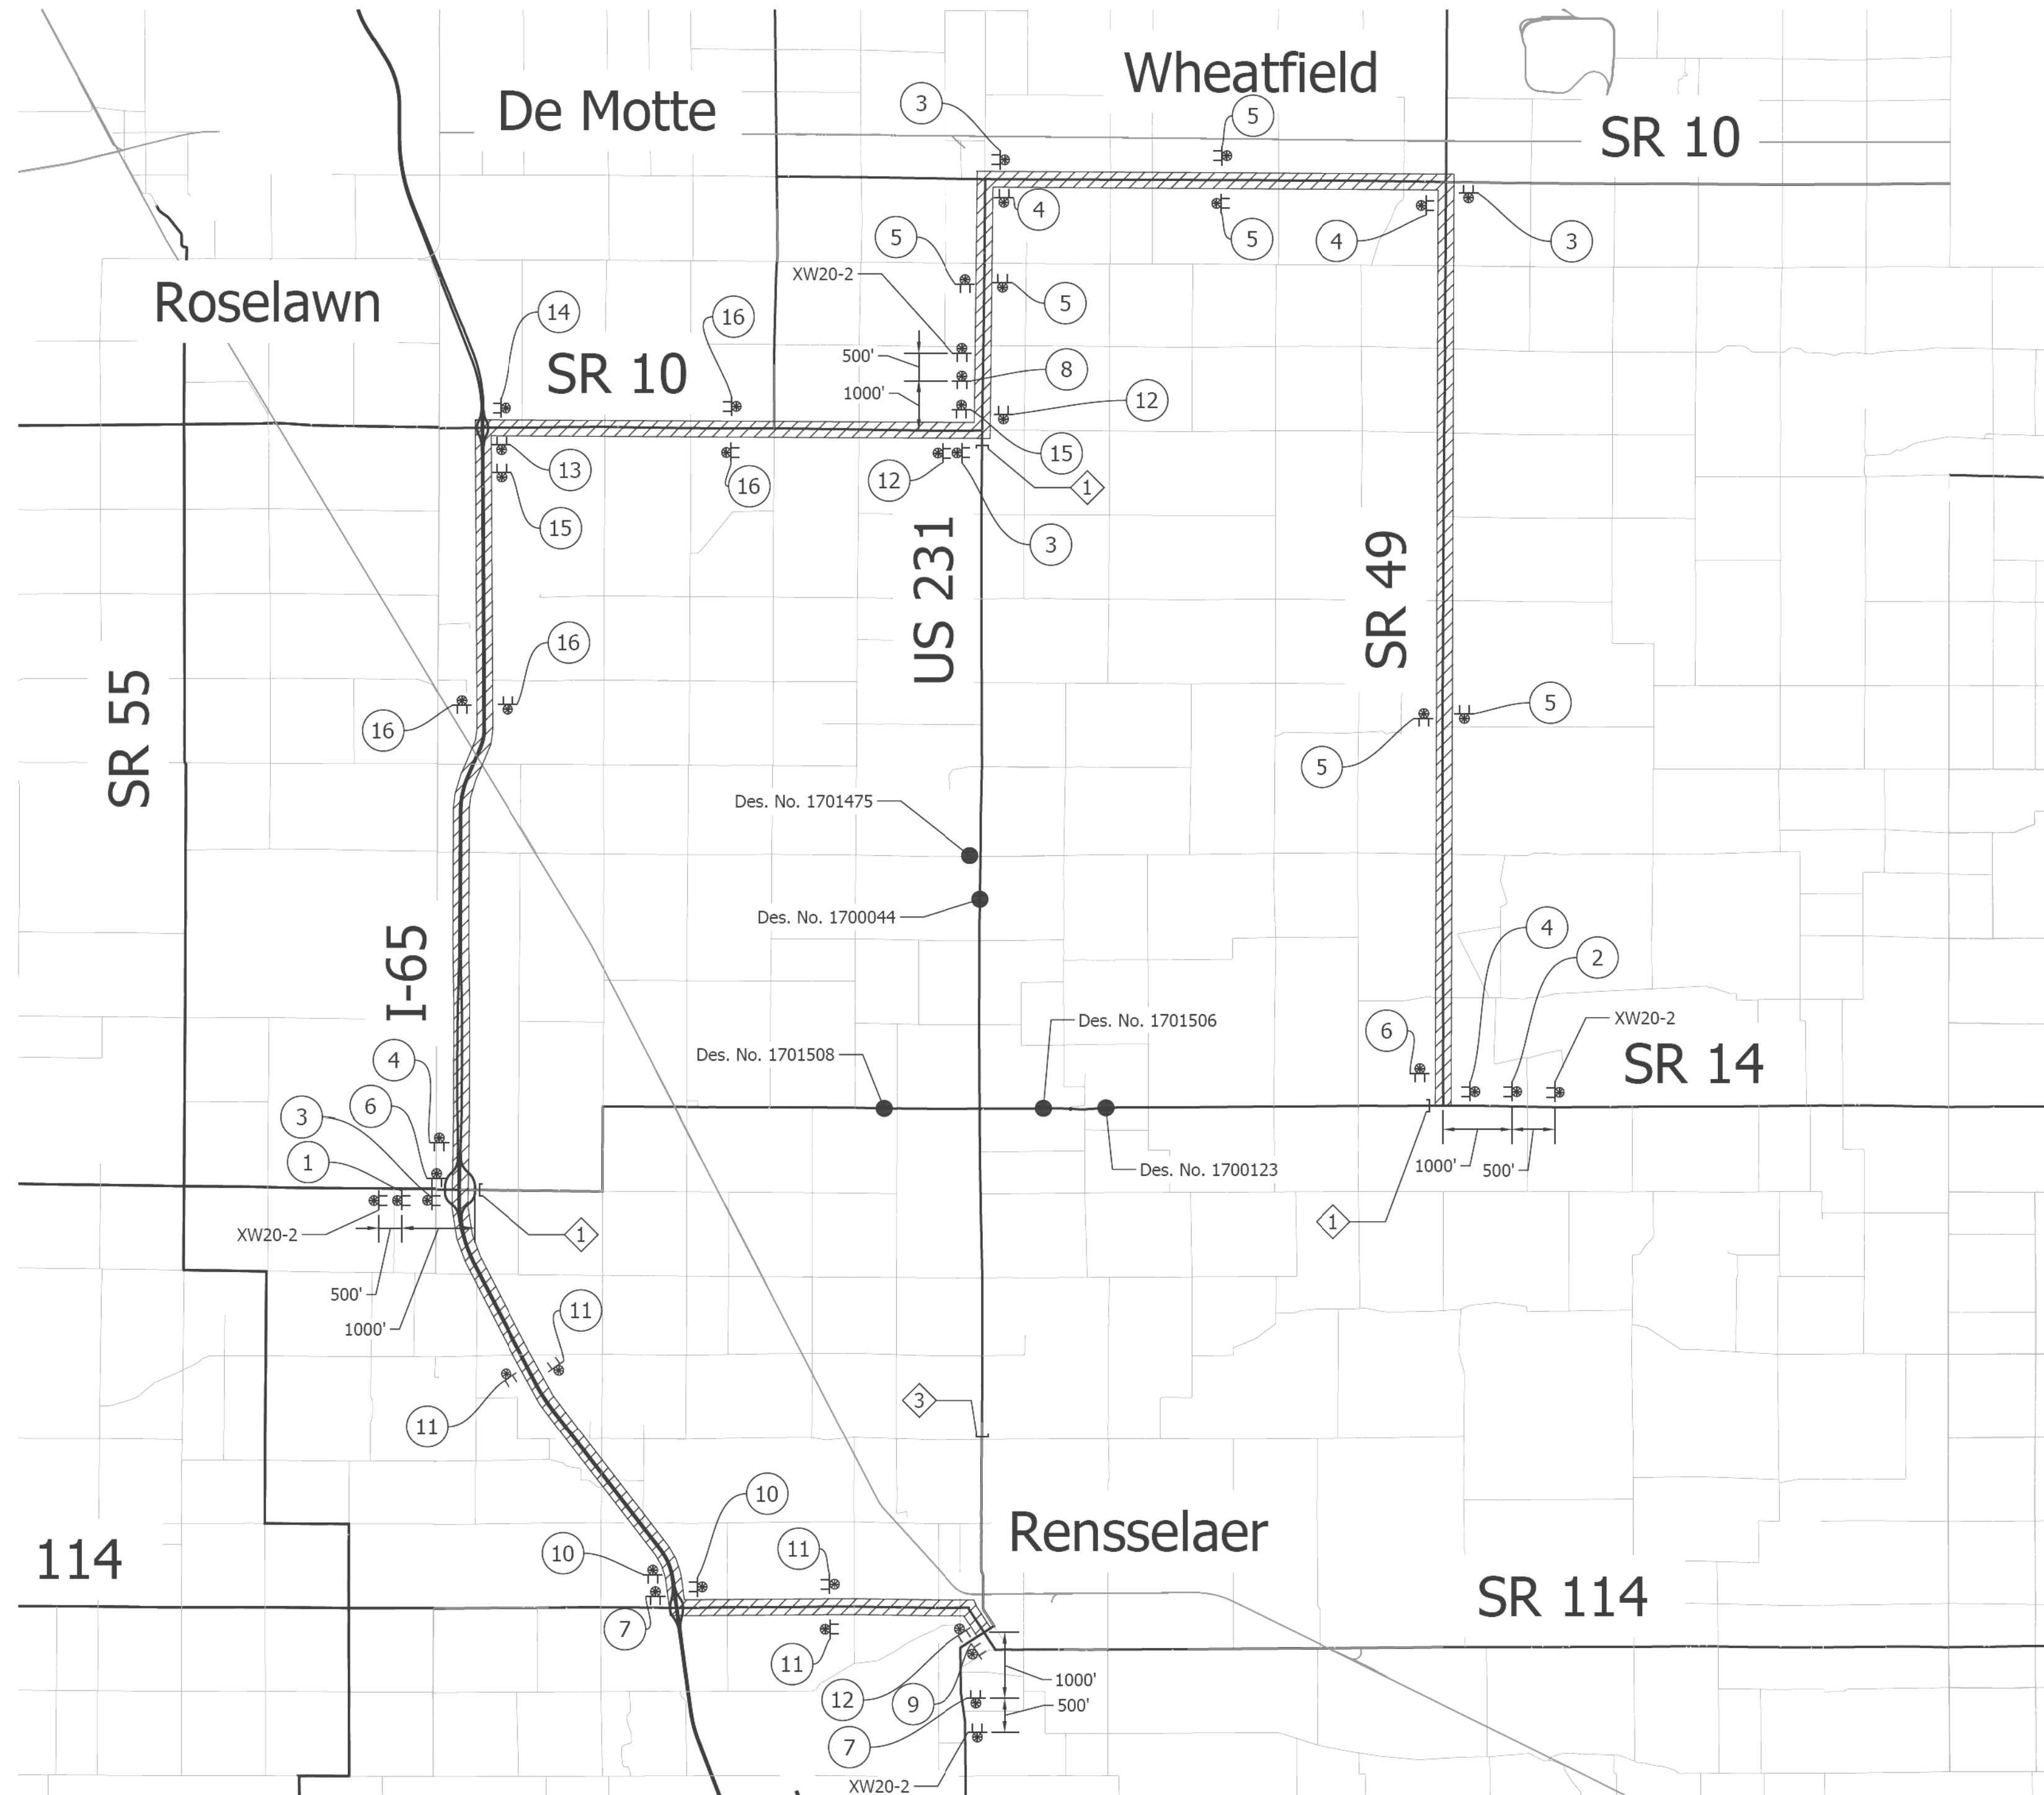 Wheatfield
De Motte
3
5
SR 10
4
5
4
3
5
XW20-2
5
Roselawn
14
16
SR 10
500'
8
1000'
12
13
16
12
15
1
15
3
US 231
SR 49
16
16
SR 55
5
5
Des. No. 1701475
Des. No. 1700044
I-65
4
2
Des. No. 1701506
XW20-2
6
Des. No. 1701508
SR 14
4
6
3
1
1000'
500'
Des. No. 1700123
XW20-2
1
1
500'
1000'
11
11
3
10
Rensselaer
114
10
11
SR 114
7
11
12
9
1000'
500'
7
XW20-2